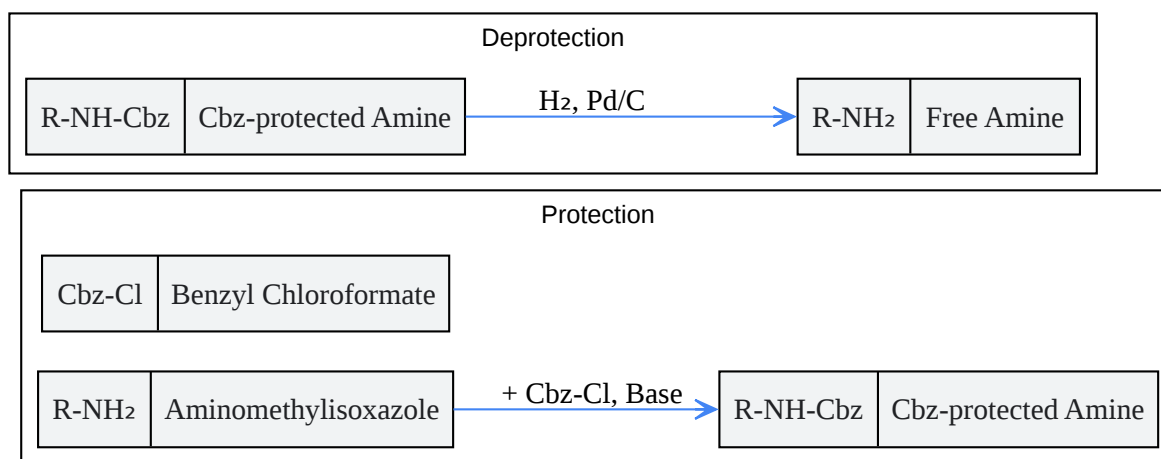 Deprotection
R-NH-Cbz Cbz-protected Amine H₂, Pd/C R-NH₂ Free Amine
Protection
Cbz-Cl Benzyl Chloroformate
R-NH₂ Aminomethylisoxazole + Cbz-Cl, Base R-NH-Cbz Cbz-protected Amine